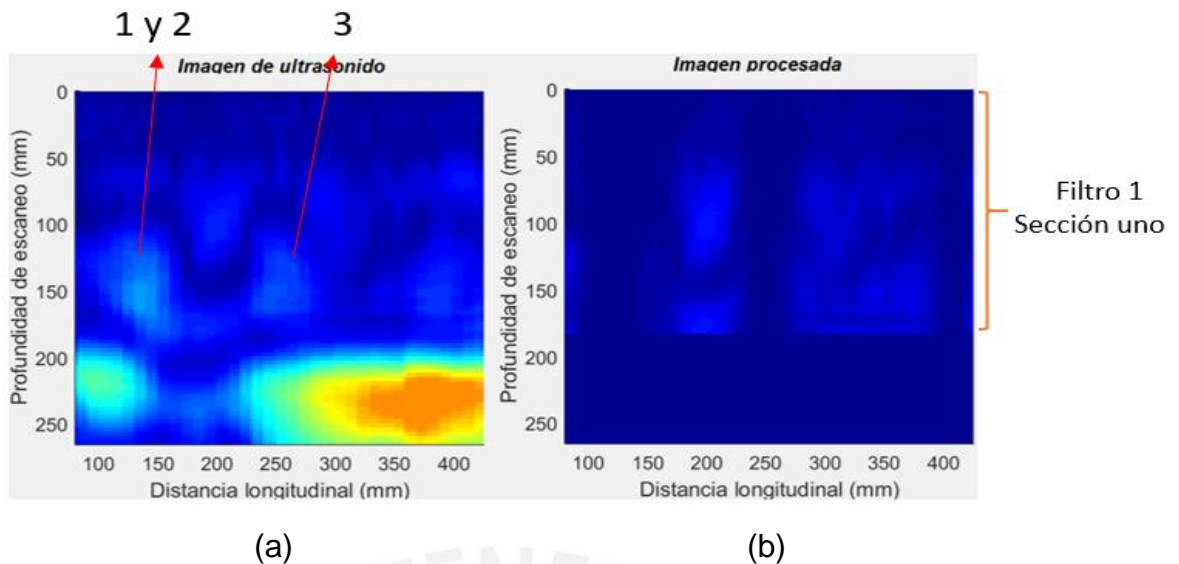 1 y 2
3
Imagen de ultrasonido
Imagen procesada
Profundidad de escaneo (mm)
0
50
100
150
200
250
100 150 200 250 300 350 400
Distancia longitudinal (mm)
Profundidad de escaneo (mm)
0
50
100
150
200
250
100 150 200 250 300 350 400
Distancia longitudinal (mm)
Filtro 1
Sección uno
(a)
(b)